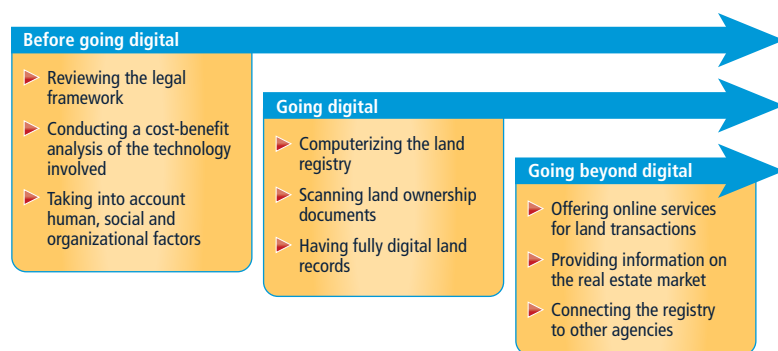 Before going digital
Reviewing the legal
framework
Conducting a cost-benefit
analysis of the technology
involved
Taking into account
human, social and
organizational factors
Going digital
Computerizing the land
registry
Scanning land ownership
documents
Having fully digital land
records
Going beyond digital
Offering online services
for land transactions
Providing information on
the real estate market
Connecting the registry
to other agencies